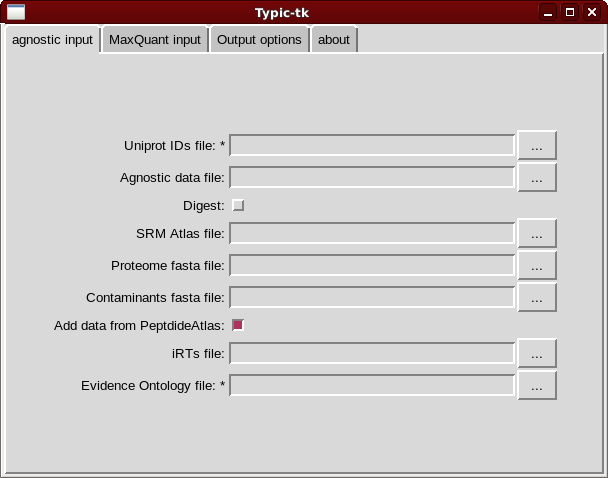 Typic-tk
agnostic input MaxQuant input Output options about
Uniprot IDs file: * ...
Agnostic data file: ...
Digest:
SRM Atlas file: ...
Proteome fasta file: ...
Contaminants fasta file: ...
Add data from PeptdideAtlas:
iRTs file: ...
Evidence Ontology file: * ...